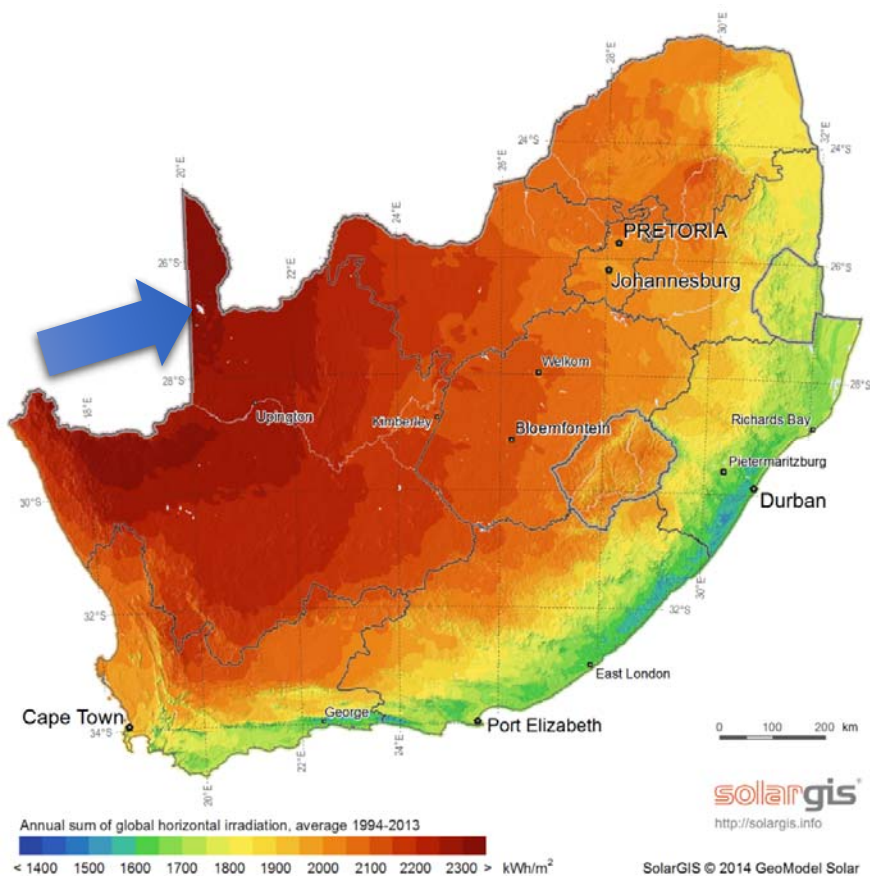 30°E
28°E
24°S
32°E
26°E
24°S
20°E
24°E
PRETORIA
26°S
22°E
26°S
Johannesburg
28°S
Welkom
28°S
18°E
Upington
Kimberley
Bloemfontein
Richards Bay
Pietermaritzburg
30°S
Durban
30°E
32°S
32°S
East London
Cape Town
George
Port Elizabeth
34°S
24°E
22°E
20°E
0 100 200 km
solargis
http://solargis.info
Annual sum of global horizontal irradiation, average 1994-2013
< 1400 1500 1600 1700 1800 1900 2000 2100 2200 2300 > kWh/m²
SolarGIS © 2014 GeoModel Solar